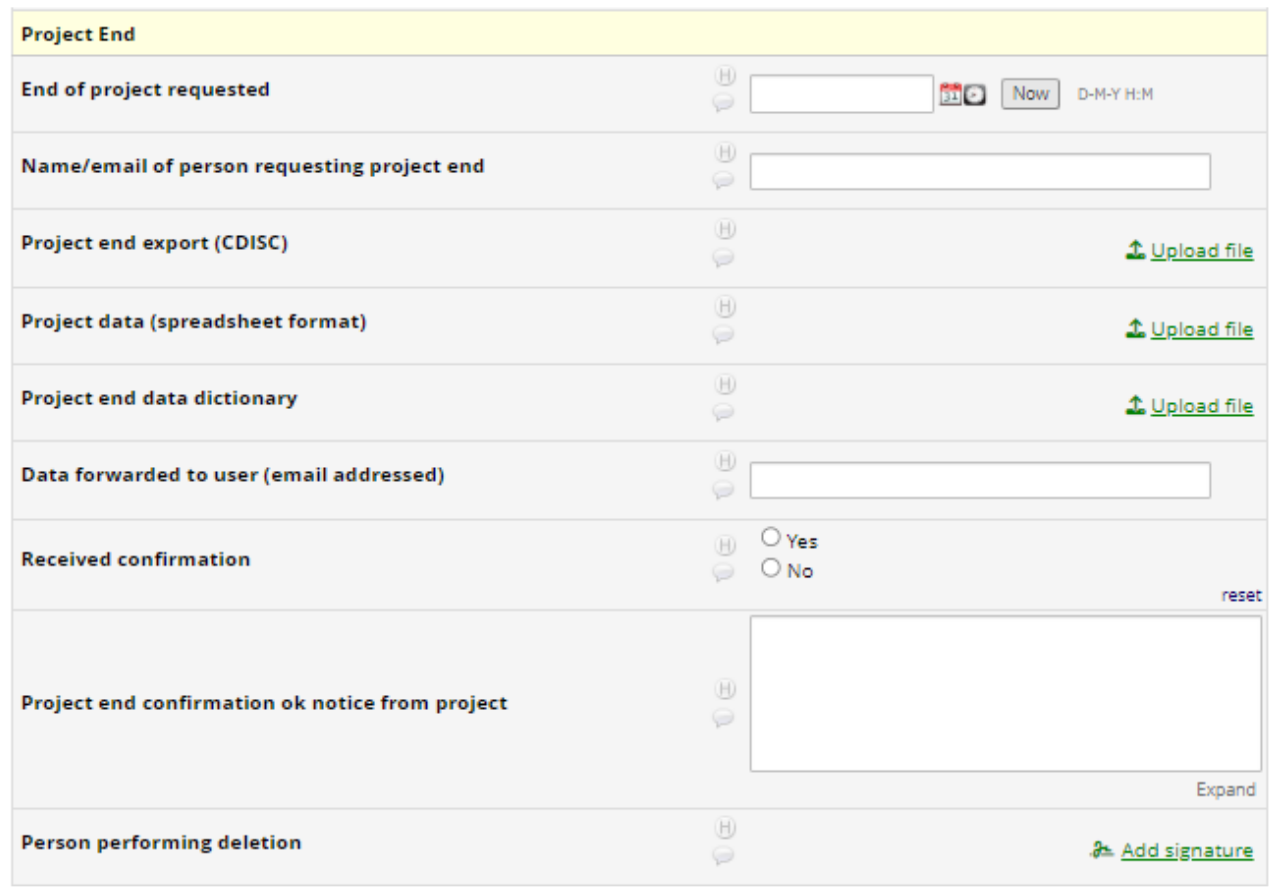 Project End
End of project requested
H
31 Now D-M-Y H:M
Name/email of person requesting project end
H
Project end export (CDISC)
H
Upload file
Project data (spreadsheet format)
H
Upload file
Project end data dictionary
H
Upload file
Data forwarded to user (email addressed)
H
Received confirmation
H
Yes
No
reset
Project end confirmation ok notice from project
H
Expand
Person performing deletion
H
Add signature